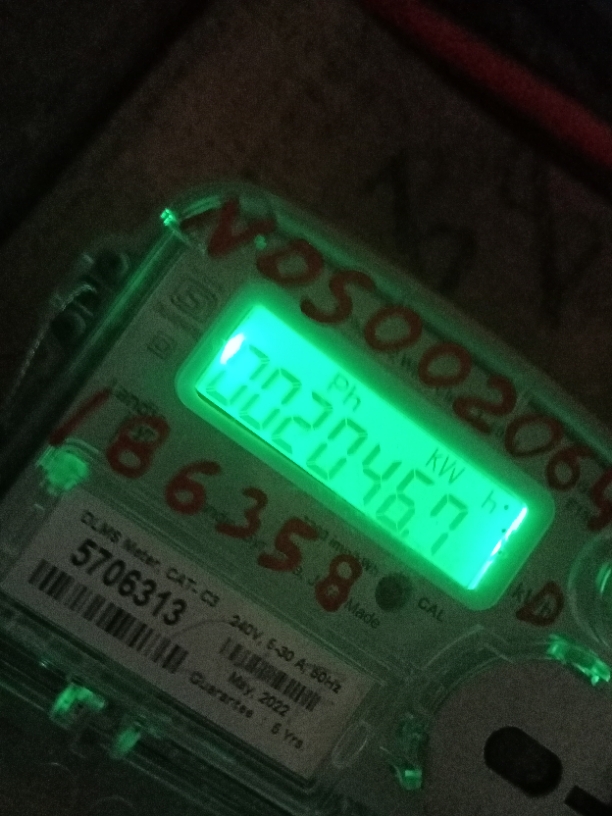 NDS002064
Ph
kW h
002046.7
186358
D
CAL
Made
DLMS Meter, CAT- C3
5706313
240V, 5-30 A, 50Hz
May, 2022
Guarantee : 5 Yrs.